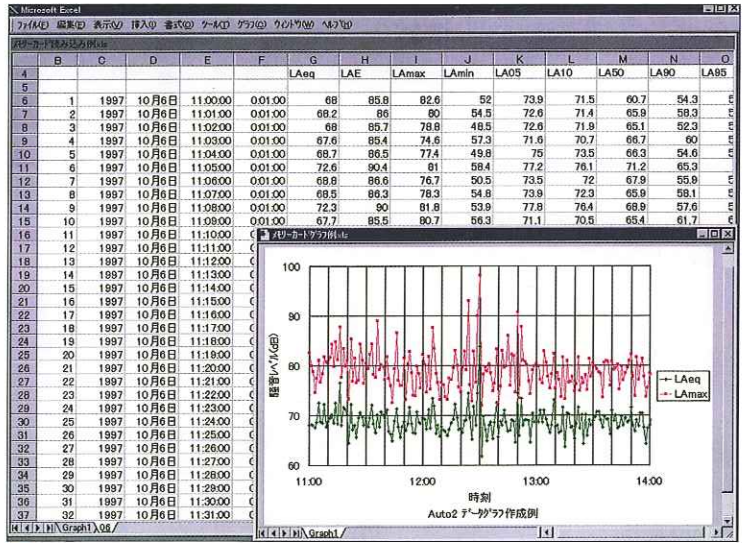 Microsoft Excel
ﾌｧｲﾙ(F) 編集(E) 表示(V) 挿入(I) 書式(O) ﾂｰﾙ(T) ｸﾞﾗﾌ(C) ｳｨﾝﾄﾞｳ(W) ﾍﾙﾌﾟ(H)
ﾒﾓﾘｰｶｰﾄﾞ読み込み例.xls
B C D E F G H I J K L M N O
4 LAeq LAE LAmax LAmin LA05 LA10 LA50 LA90 LA95
5
6 1 1997 10月6日 11:00:00 0:01:00 68 85.8 82.6 52 73.9 71.5 60.7 54.3
7 2 1997 10月6日 11:01:00 0:01:00 68.2 86 80 54.5 72.6 71.4 65.9 58.3
8 3 1997 10月6日 11:02:00 0:01:00 68 85.7 78.8 48.5 72.6 71.9 65.1 52.3
9 4 1997 10月6日 11:03:00 0:01:00 67.6 85.4 74.6 57.3 71.6 70.7 66.7 60
10 5 1997 10月6日 11:04:00 0:01:00 68.7 86.5 77.4 49.8 75 73.5 66.3 54.6
11 6 1997 10月6日 11:05:00 0:01:00 72.6 90.4 81 58.4 77.2 76.1 71.2 65.3
12 7 1997 10月6日 11:06:00 0:01:00 68.8 86.6 76.7 50.5 73.5 72 67.9 55.9
13 8 1997 10月6日 11:07:00 0:01:00 68.5 86.3 78.3 54.8 73.9 72.3 65.9 58.1
14 9 1997 10月6日 11:08:00 0:01:00 72.3 90 81.8 53.9 77.8 76.4 68.9 57.6
15 10 1997 10月6日 11:09:00 0:01:00 67.7 85.5 80.7 56.3 71.1 70.5 65.4 61.7
16 11 1997 10月6日 11:10:00
17 12 1997 10月6日 11:11:00
18 13 1997 10月6日 11:12:00
19 14 1997 10月6日 11:13:00
20 15 1997 10月6日 11:14:00
21 16 1997 10月6日 11:15:00
22 17 1997 10月6日 11:16:00
23 18 1997 10月6日 11:17:00
24 19 1997 10月6日 11:18:00
25 20 1997 10月6日 11:19:00
26 21 1997 10月6日 11:20:00
27 22 1997 10月6日 11:21:00
28 23 1997 10月6日 11:22:00
29 24 1997 10月6日 11:23:00
30 25 1997 10月6日 11:24:00
31 26 1997 10月6日 11:25:00
32 27 1997 10月6日 11:26:00
33 28 1997 10月6日 11:27:00
34 29 1997 10月6日 11:28:00
35 30 1997 10月6日 11:29:00
36 31 1997 10月6日 11:30:00
37 32 1997 10月6日 11:31:00
Graph1 06
ﾒﾓﾘｰｶｰﾄﾞｸﾞﾗﾌ例.xls
100
90
80
70
60
騒音ﾚﾍﾞﾙ(dB)
LAeq
LAmax
11:00 12:00 13:00 14:00
時刻
Auto2 ﾃﾞｰﾀｸﾞﾗﾌ作成例
Graph1